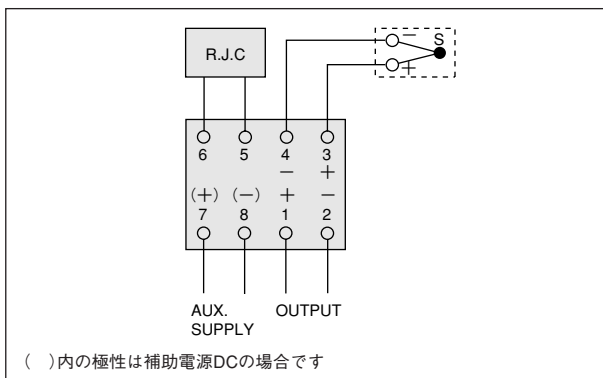 R.J.C
− S
+
6 5 4 3
− +
(+) (−) + −
7 8 1 2
AUX. OUTPUT
SUPPLY
(　)内の極性は補助電源DCの場合です